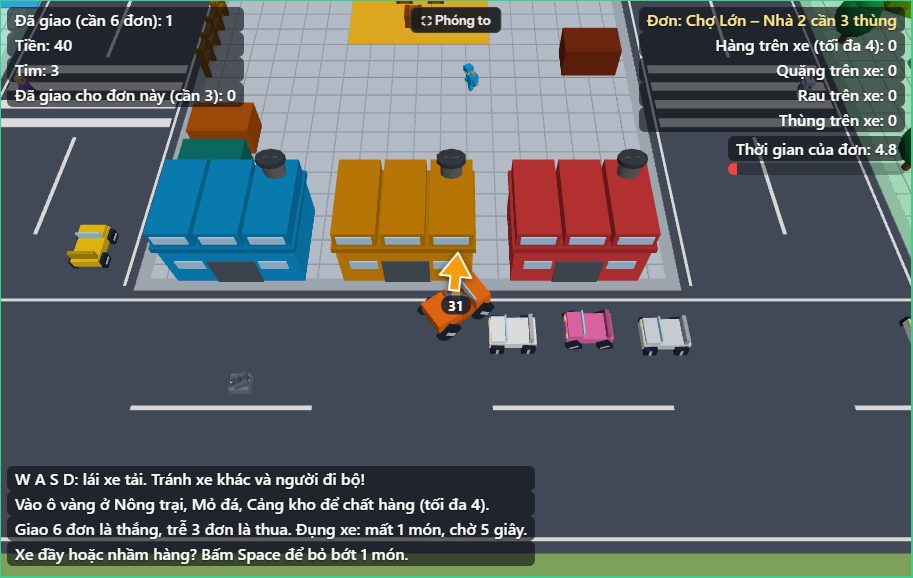 Đã giao (cần 6 đơn): 1
Tiền: 40
Tim: 3
Đã giao cho đơn này (cần 3): 0
Phóng to
Đơn: Chợ Lớn – Nhà 2 cần 3 thùng
Hàng trên xe (tối đa 4): 0
Quặng trên xe: 0
Rau trên xe: 0
Thùng trên xe: 0
Thời gian của đơn: 4.8
31
W A S D: lái xe tải. Tránh xe khác và người đi bộ!
Vào ô vàng ở Nông trại, Mỏ đá, Cảng kho để chất hàng (tối đa 4).
Giao 6 đơn là thắng, trễ 3 đơn là thua. Đụng xe: mất 1 món, chờ 5 giây.
Xe đầy hoặc nhầm hàng? Bấm Space để bỏ bớt 1 món.